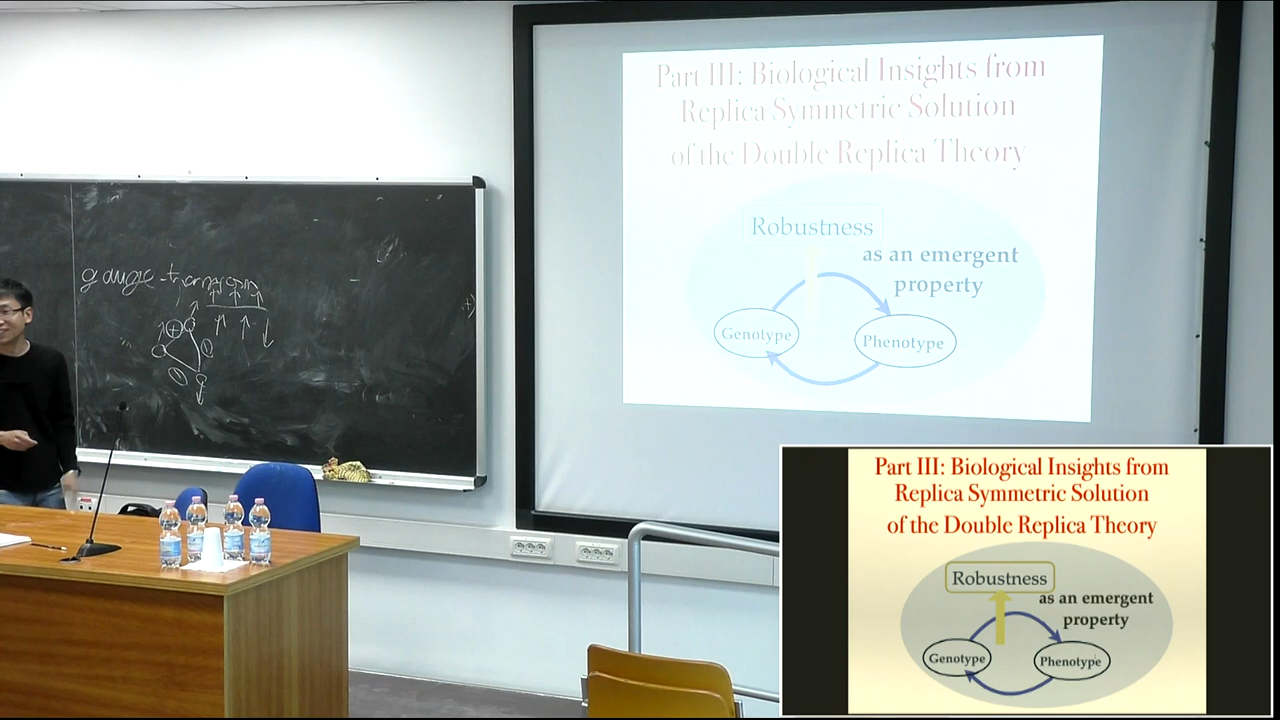 gauge
Part III: Biological Insights from
Replica Symmetric Solution
of the Double Replica Theory
Robustness
as an emergent
property
Genotype
Phenotype
Part III: Biological Insights from
Replica Symmetric Solution
of the Double Replica Theory
Robustness
as an emergent
property
Genotype
Phenotype